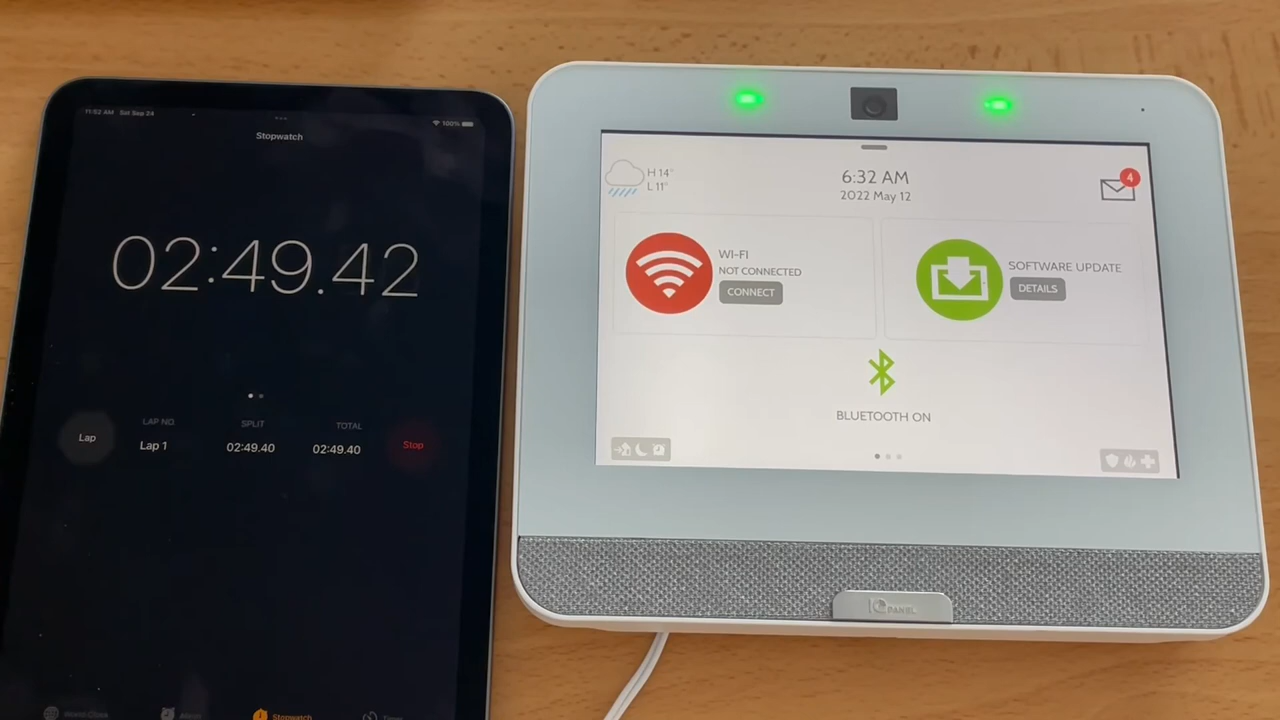 11:52 AM Sat Sep 24
100%
Stopwatch
02:49.42
LAP NO.
SPLIT
TOTAL
Lap
Lap 1
02:49.40
02:49.40
Stop
Stopwatch
H 14°
L 11°
6:32 AM
2022 May 12
4
WI-FI
NOT CONNECTED
CONNECT
SOFTWARE UPDATE
DETAILS
BLUETOOTH ON
IQ PANEL